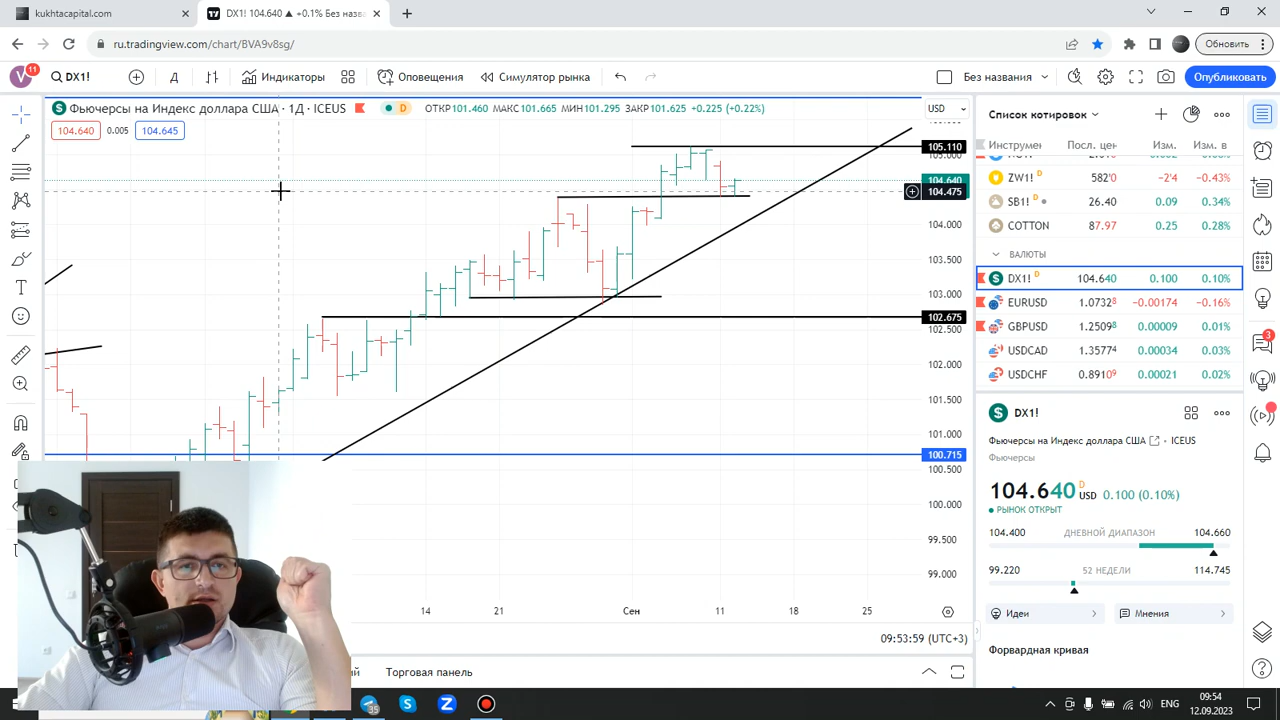 kukhtacapital.com
DX1! 104.640 ▲ +0.1% Без назва
ru.tradingview.com/chart/BVA9v8sg/
Обновить
11
DX1!
Д
Индикаторы
Оповещения
Симулятор рынка
Без названия
Опубликовать
Фьючерсы на Индекс доллара США · 1Д · ICEUS
D
ОТКР101.460 МАКС101.665 МИН101.295 ЗАКР101.625 +0.225 (+0.22%)
USD
104.640
0.005
104.645
105.110
105.000
104.640
104.475
104.000
103.500
103.000
102.675
102.500
102.000
101.500
101.000
100.715
100.500
100.000
99.500
99.000
14
21
Сен
11
18
25
09:53:59 (UTC+3)
Торговая панель
Список котировок
Инструмен
Посл. цен
Изм.
Изм. в
ZW1! D
582'0
−2'4
−0.43%
SB1! D
26.40
0.09
0.34%
COTTON
87.97
0.25
0.28%
ВАЛЮТЫ
DX1! D
104.640
0.100
0.10%
EURUSD
1.07328
−0.00174
−0.16%
GBPUSD
1.25098
0.00009
0.01%
USDCAD
1.35774
0.00034
0.03%
USDCHF
0.89109
0.00021
0.02%
3
DX1!
Фьючерсы на Индекс доллара США
ICEUS
Фьючерсы
104.640 D USD 0.100 (0.10%)
РЫНОК ОТКРЫТ
104.400
ДНЕВНОЙ ДИАПАЗОН
104.660
99.220
52 НЕДЕЛИ
114.745
Идеи
Мнения
Форвардная кривая
35
ENG
09:54
12.09.2023